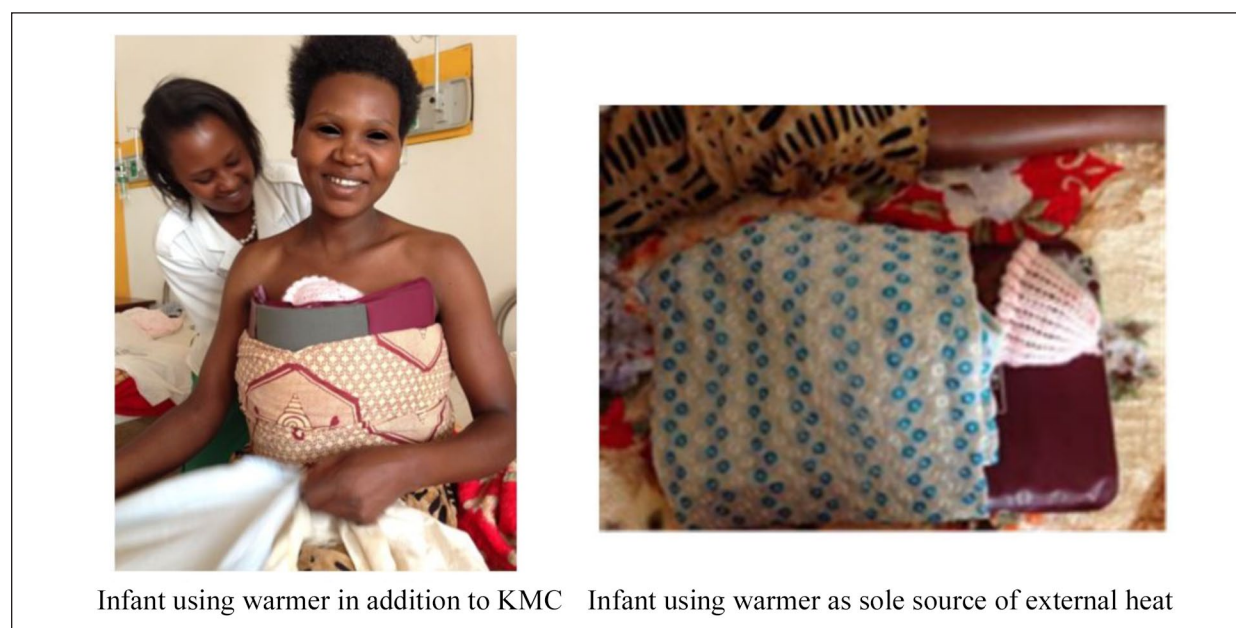 Infant using warmer in addition to KMC
Infant using warmer as sole source of external heat